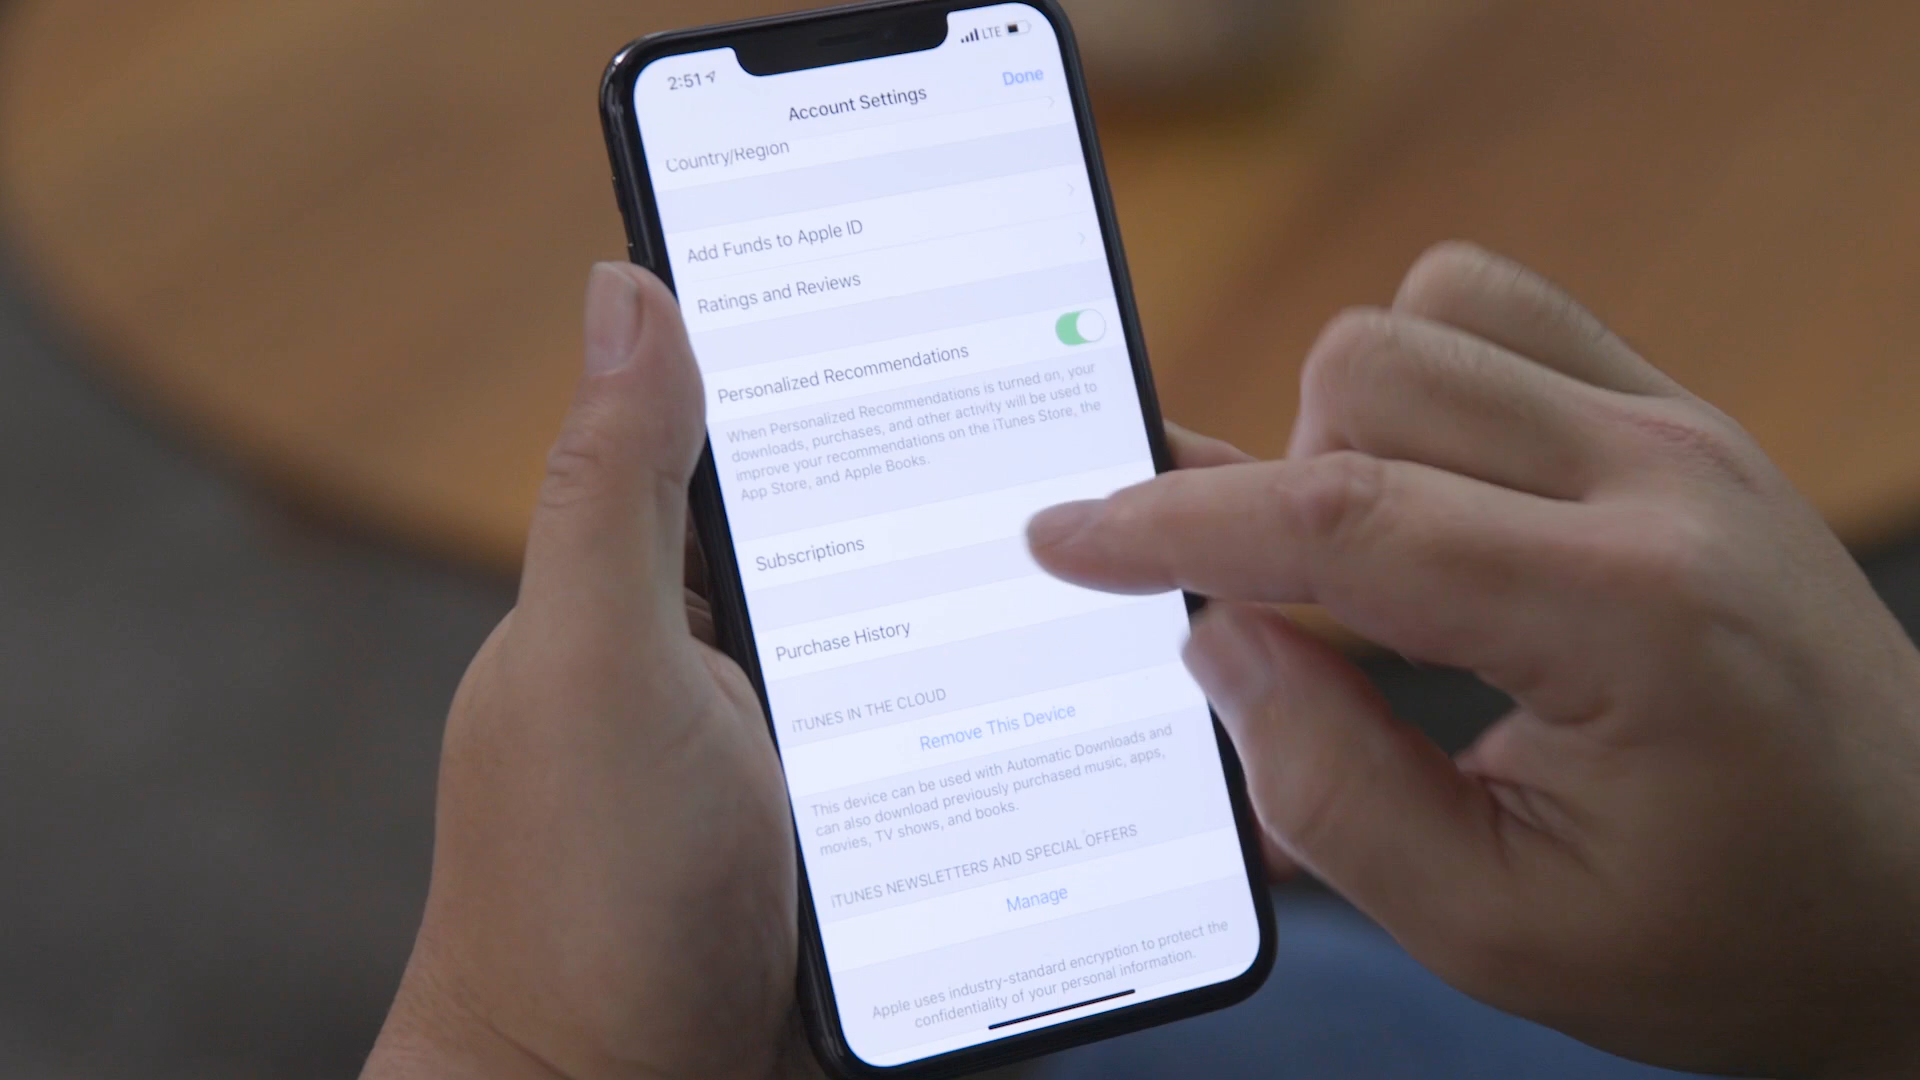 2:51
LTE
Done
Account Settings
Country/Region
Add Funds to Apple ID
Ratings and Reviews
Personalized Recommendations
When Personalized Recommendations is turned on, your
downloads, purchases, and other activity will be used to
improve your recommendations on the iTunes Store, the
App Store, and Apple Books.
Subscriptions
Purchase History
iTUNES IN THE CLOUD
Remove This Device
This device can be used with Automatic Downloads and
can also download previously purchased music, apps,
movies, TV shows, and books.
iTUNES NEWSLETTERS AND SPECIAL OFFERS
Manage
Apple uses industry-standard encryption to protect the
confidentiality of your personal information.